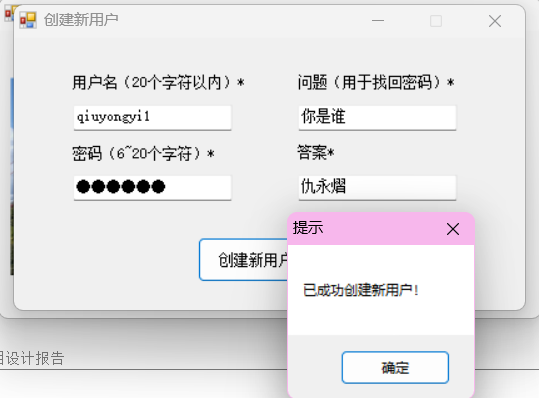 创建新用户
用户名（20个字符以内）*
问题（用于找回密码）*
qiuyongyi1
你是谁
密码（6~20个字符）*
答案*
●●●●●●
仇永熠
提示
创建新用户
已成功创建新用户！
确定
设计报告